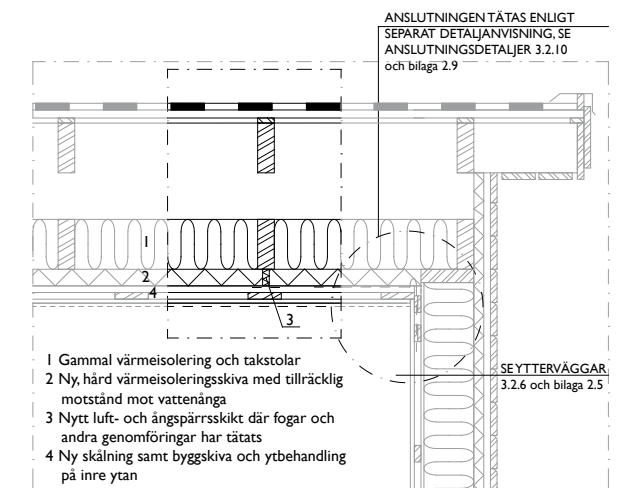 ANSLUTNINGEN TÄTAS ENLIGT
SEPARAT DETALJANVISNING, SE
ANSLUTNINGSDETALJER 3.2.10
och bilaga 2.9
1
2
4
3
1 Gammal värmeisolering och takstolar
2 Ny, hård värmeisoleringsskiva med tillräcklig
motstånd mot vattenånga
3 Nytt luft- och ångspärrsskikt där fogar och
andra genomföringar har tätats
4 Ny skålning samt byggskiva och ytbehandling
på inre ytan
SE YTTERVÄGGAR
3.2.6 och bilaga 2.5